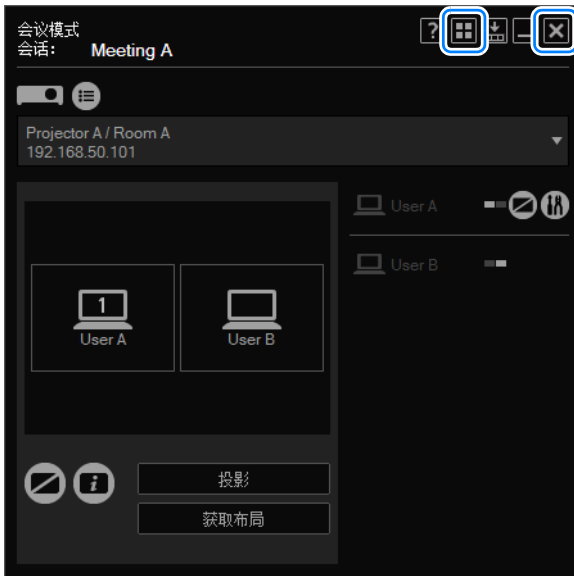 会议模式
会话: Meeting A
?
Projector A / Room A
192.168.50.101
User A
User B
1
User A
User B
i
投影
获取布局